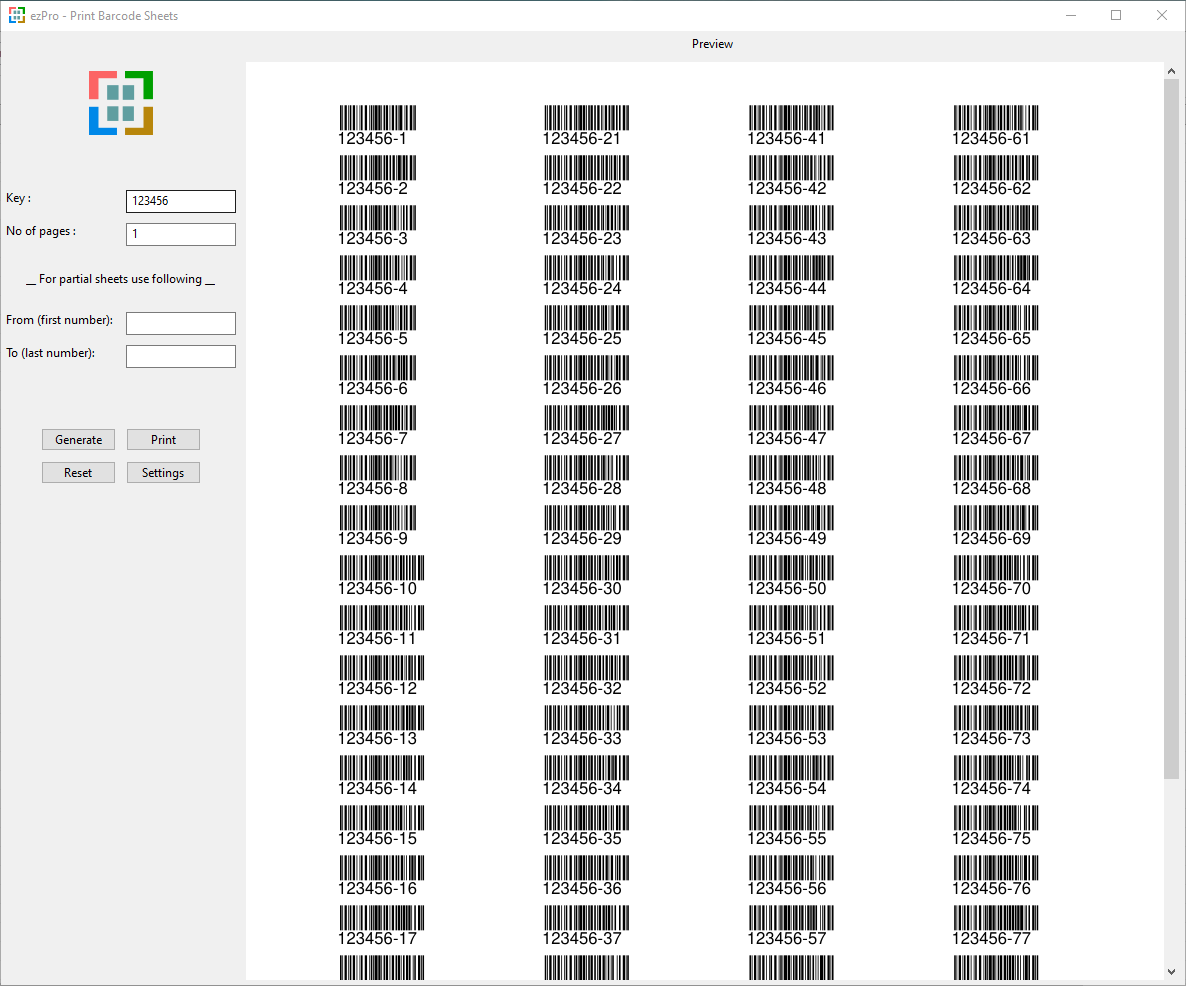 ezPro - Print Barcode Sheets
Preview
Key :
123456
No of pages :
1
__ For partial sheets use following __
From (first number):
To (last number):
Generate Print
Reset Settings
123456-1 123456-21 123456-41 123456-61
123456-2 123456-22 123456-42 123456-62
123456-3 123456-23 123456-43 123456-63
123456-4 123456-24 123456-44 123456-64
123456-5 123456-25 123456-45 123456-65
123456-6 123456-26 123456-46 123456-66
123456-7 123456-27 123456-47 123456-67
123456-8 123456-28 123456-48 123456-68
123456-9 123456-29 123456-49 123456-69
123456-10 123456-30 123456-50 123456-70
123456-11 123456-31 123456-51 123456-71
123456-12 123456-32 123456-52 123456-72
123456-13 123456-33 123456-53 123456-73
123456-14 123456-34 123456-54 123456-74
123456-15 123456-35 123456-55 123456-75
123456-16 123456-36 123456-56 123456-76
123456-17 123456-37 123456-57 123456-77